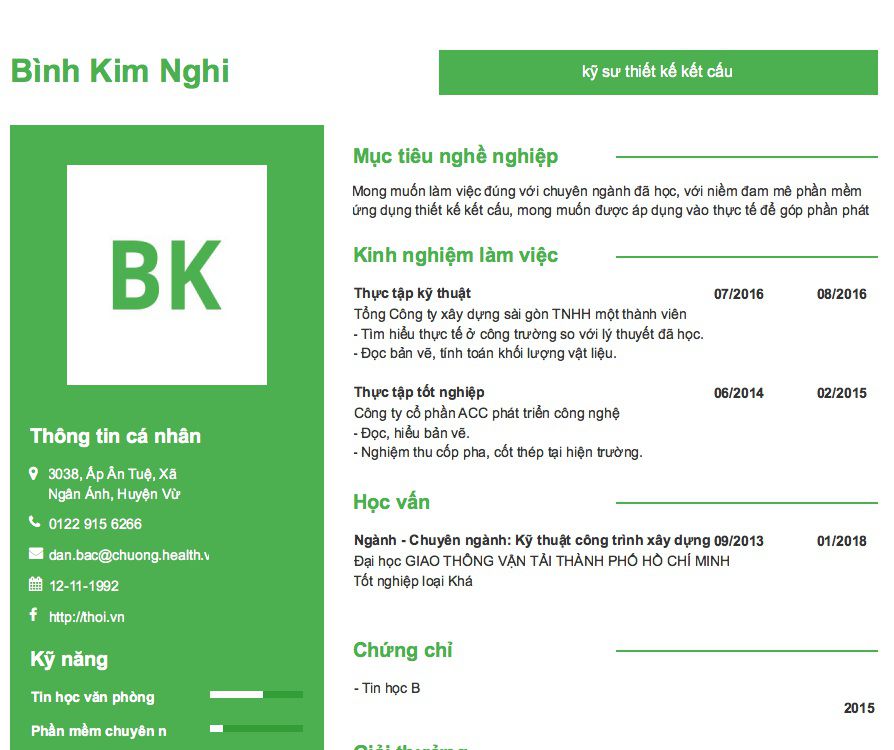 Bình Kim Nghi
kỹ sư thiết kế kết cấu
BK
Thông tin cá nhân
3038, Ấp Ân Tuệ, Xã
Ngân Ánh, Huyện Vừ
0122 915 6266
dan.bac@chuong.health.v
12-11-1992
http://thoi.vn
Kỹ năng
Tin học văn phòng
Phần mềm chuyên n
Mục tiêu nghề nghiệp
Mong muốn làm việc đúng với chuyên ngành đã học, với niềm đam mê phần mềm
ứng dụng thiết kế kết cấu, mong muốn được áp dụng vào thực tế để góp phần phát
Kinh nghiệm làm việc
Thực tập kỹ thuật 07/2016 08/2016
Tổng Công ty xây dựng sài gòn TNHH một thành viên
- Tìm hiểu thực tế ở công trường so với lý thuyết đã học.
- Đọc bản vẽ, tính toán khối lượng vật liệu.
Thực tập tốt nghiệp 06/2014 02/2015
Công ty cổ phần ACC phát triển công nghệ
- Đọc, hiểu bản vẽ.
- Nghiệm thu cốp pha, cốt thép tại hiện trường.
Học vấn
Ngành - Chuyên ngành: Kỹ thuật công trình xây dựng 09/2013 01/2018
Đại học GIAO THÔNG VẬN TẢI THÀNH PHỐ HỒ CHÍ MINH
Tốt nghiệp loại Khá
Chứng chỉ
- Tin học B
2015
Giải thưởng